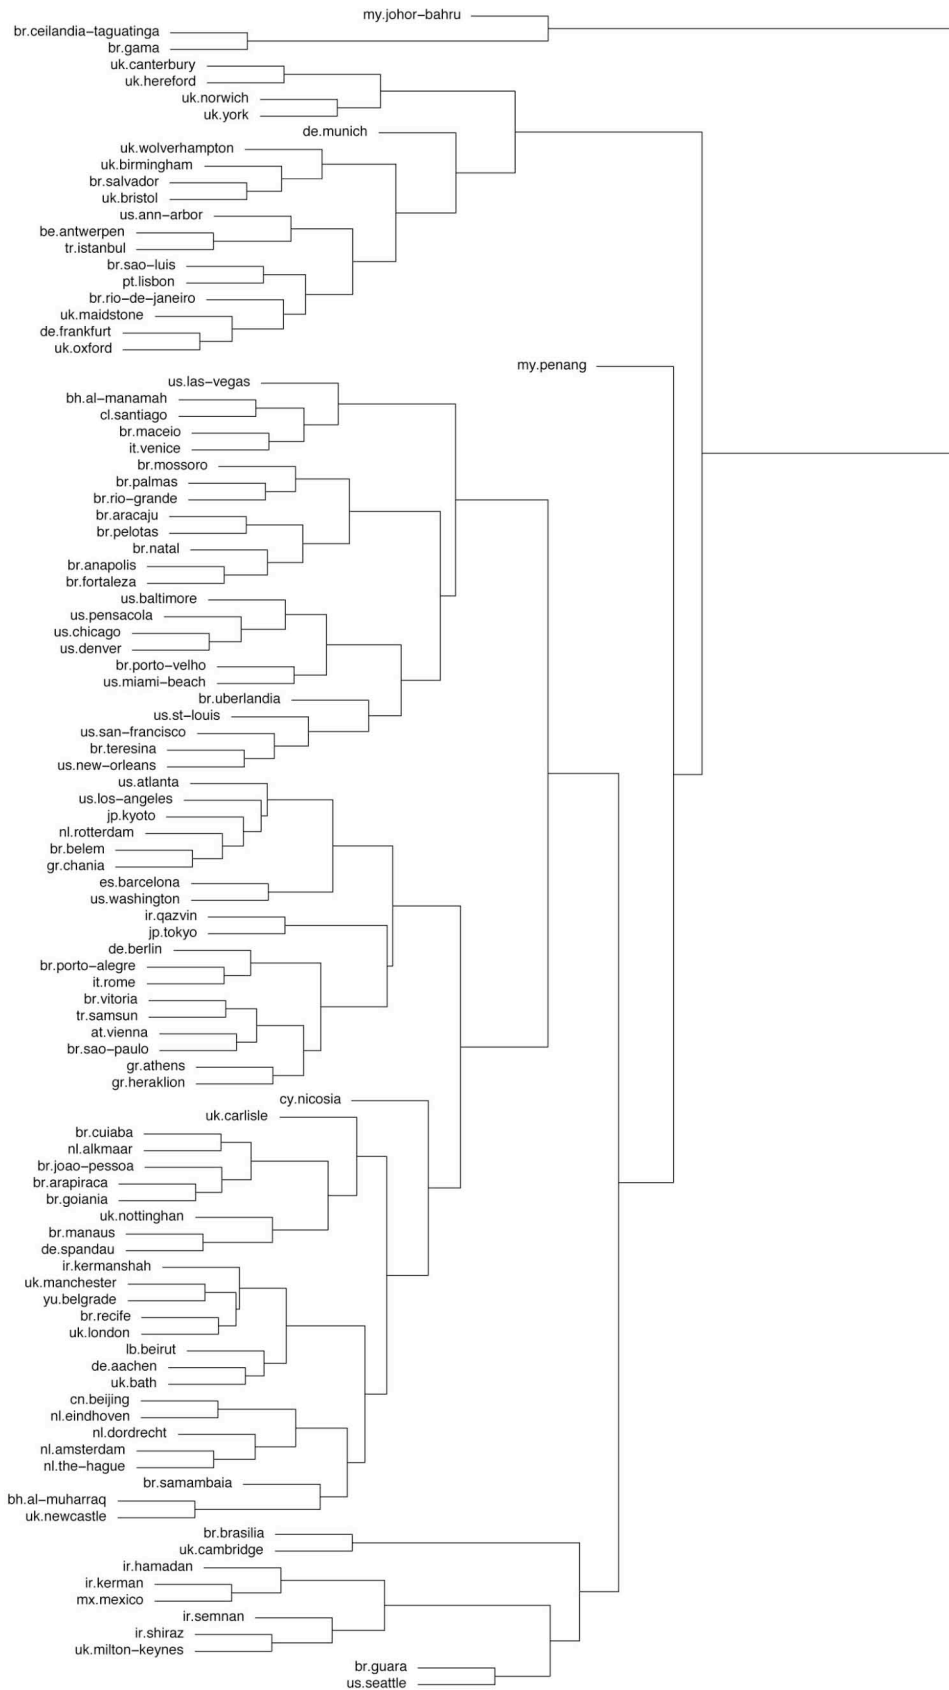 my.johor−bahru
br.ceilandia−taguatinga
br.gama
uk.canterbury
uk.hereford
uk.norwich
uk.york
de.munich
uk.wolverhampton
uk.birmingham
br.salvador
uk.bristol
us.ann−arbor
be.antwerpen
tr.istanbul
br.sao−luis
pt.lisbon
br.rio−de−janeiro
uk.maidstone
de.frankfurt
uk.oxford
my.penang
us.las−vegas
bh.al−manamah
cl.santiago
br.maceio
it.venice
br.mossoro
br.palmas
br.rio−grande
br.aracaju
br.pelotas
br.natal
br.anapolis
br.fortaleza
us.baltimore
us.pensacola
us.chicago
us.denver
br.porto−velho
us.miami−beach
br.uberlandia
us.st−louis
us.san−francisco
br.teresina
us.new−orleans
us.atlanta
us.los−angeles
jp.kyoto
nl.rotterdam
br.belem
gr.chania
es.barcelona
us.washington
ir.qazvin
jp.tokyo
de.berlin
br.porto−alegre
it.rome
br.vitoria
tr.samsun
at.vienna
br.sao−paulo
gr.athens
gr.heraklion
cy.nicosia
uk.carlisle
br.cuiaba
nl.alkmaar
br.joao−pessoa
br.arapiraca
br.goiania
uk.nottinghan
br.manaus
de.spandau
ir.kermanshah
uk.manchester
yu.belgrade
br.recife
uk.london
lb.beirut
de.aachen
uk.bath
cn.beijing
nl.eindhoven
nl.dordrecht
nl.amsterdam
nl.the−hague
br.samambaia
bh.al−muharraq
uk.newcastle
br.brasilia
uk.cambridge
ir.hamadan
ir.kerman
mx.mexico
ir.semnan
ir.shiraz
uk.milton−keynes
br.guara
us.seattle